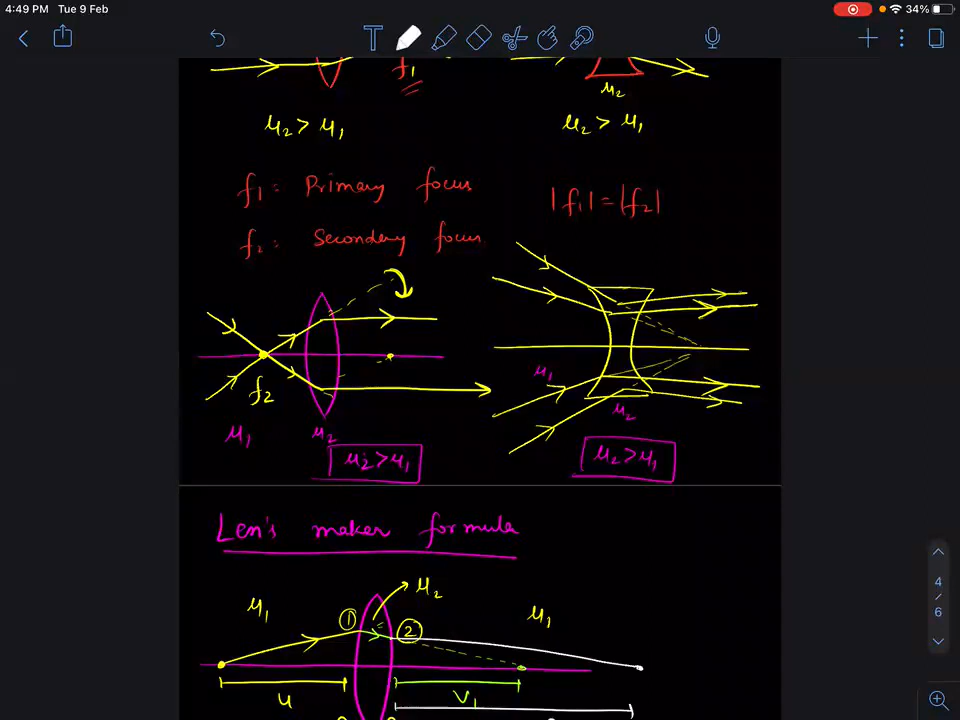 4:49 PM Tue 9 Feb
34%
f1
μ2
μ2 > μ1
μ2 > μ1
f1 = Primary focus
|f1| = |f2|
f2 = Secondary focus
f2
μ1
μ2
μ2 > μ1
μ1
μ2
μ2 > μ1
Len's maker formula
μ1
μ2
μ1
① ②
u
v1
4
/
6